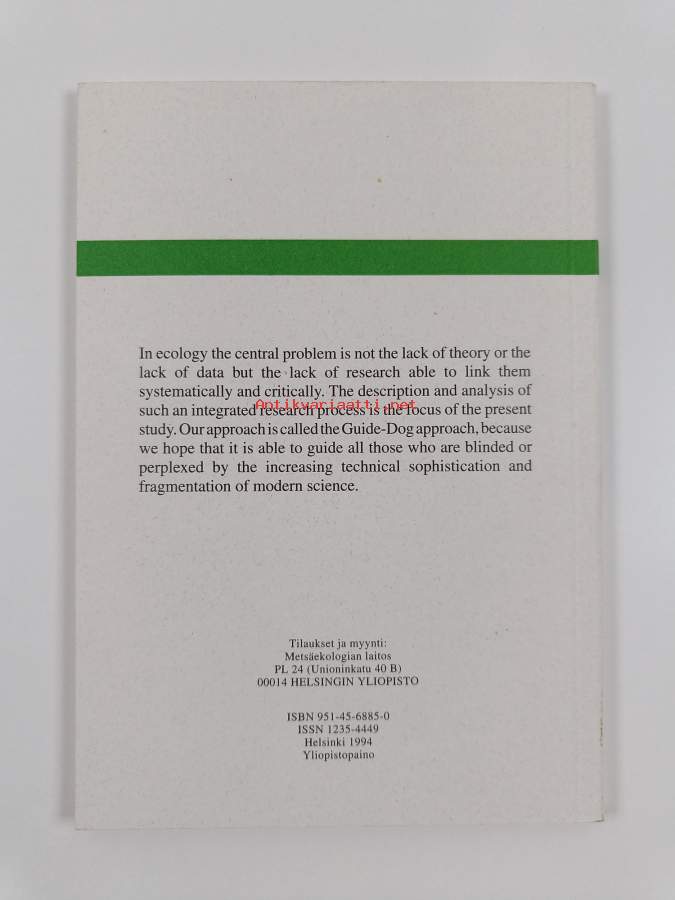 In ecology the central problem is not the lack of theory or the
lack of data but the lack of research able to link them
systematically and critically. The description and analysis of
such an integrated research process is the focus of the present
Antikvariaatti.net
study. Our approach is called the Guide-Dog approach, because
we hope that it is able to guide all those who are blinded or
perplexed by the increasing technical sophistication and
fragmentation of modern science.
Tilaukset ja myynti:
Metsäekologian laitos
PL 24 (Unioninkatu 40 B)
00014 HELSINGIN YLIOPISTO
ISBN 951-45-6885-0
ISSN 1235-4449
Helsinki 1994
Yliopistopaino